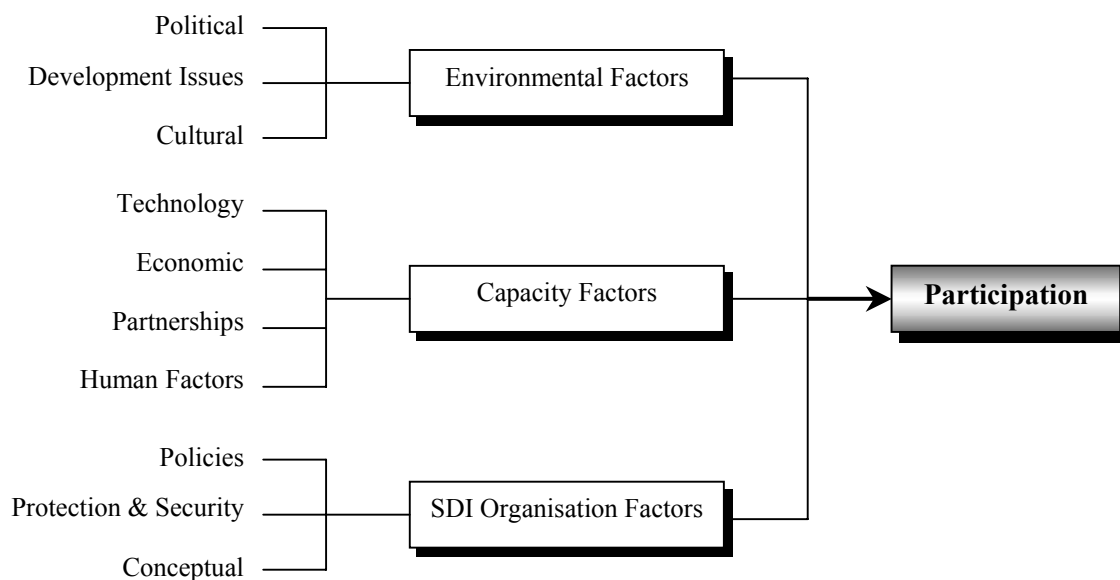 Political
Development Issues
Cultural
Environmental Factors
Technology
Economic
Partnerships
Human Factors
Capacity Factors
Participation
Policies
Protection & Security
Conceptual
SDI Organisation Factors